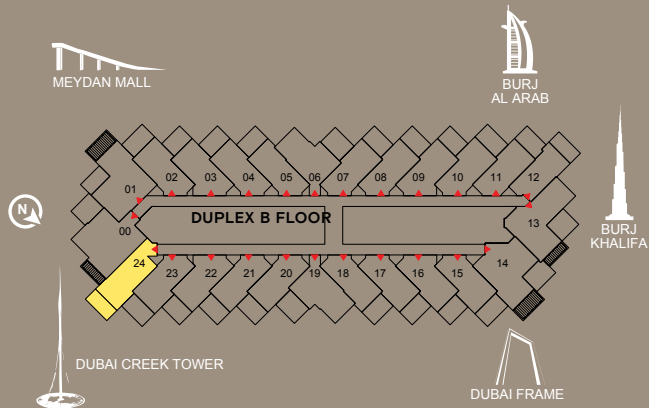 MEYDAN MALL
BURJ
AL ARAB
01
02
03
04
05
06
07
08
09
10
11
12
N
00
DUPLEX B FLOOR
13
BURJ
KHALIFA
24
23
22
21
20
19
18
17
16
15
14
DUBAI CREEK TOWER
DUBAI FRAME